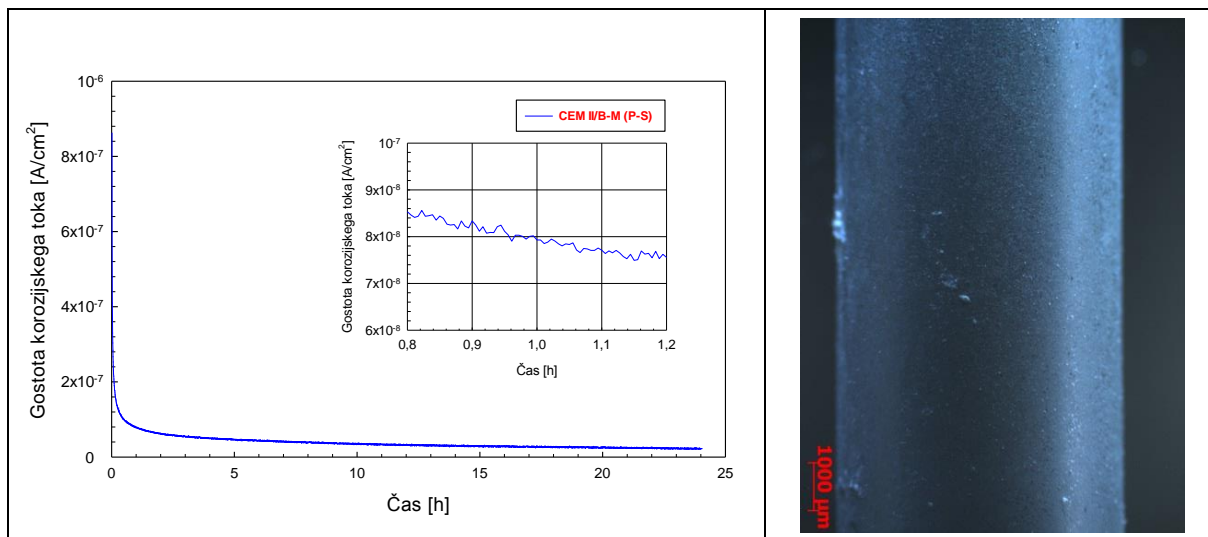 Gostota korozijskega toka [A/cm²]
10⁻⁶
8x10⁻⁷
6x10⁻⁷
4x10⁻⁷
2x10⁻⁷
0
0 5 10 15 20 25
Čas [h]
CEM II/B-M (P-S)
Gostota korozijskega toka [A/cm²]
10⁻⁷
9x10⁻⁸
8x10⁻⁸
7x10⁻⁸
6x10⁻⁸
0,8 0,9 1,0 1,1 1,2
Čas [h]
1000 µm